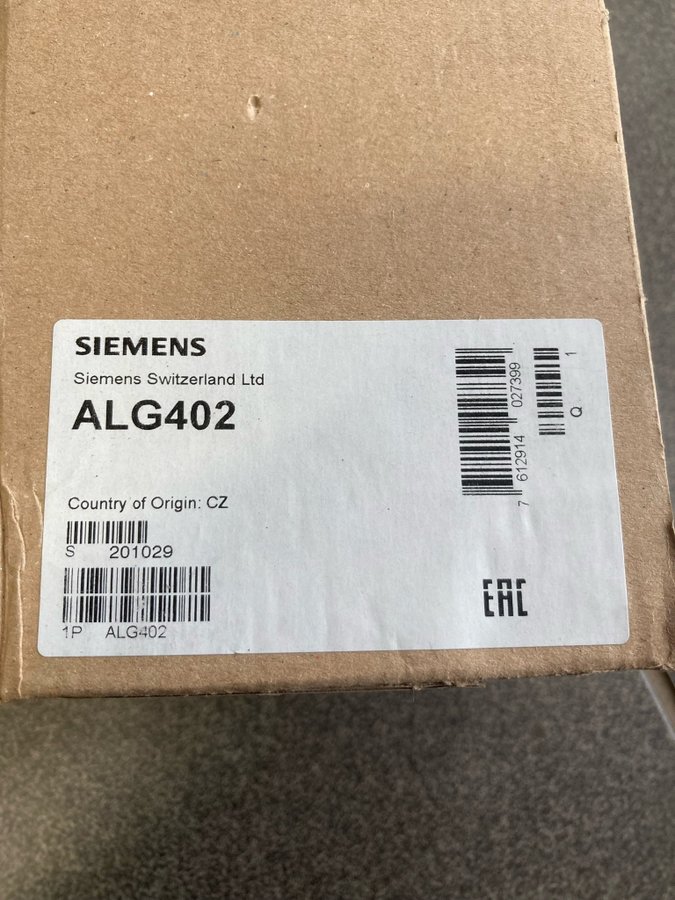 SIEMENS
Siemens Switzerland Ltd
ALG402
Country of Origin: CZ
S 201029
1P ALG402
7 612914 027399
Q 1
EAC